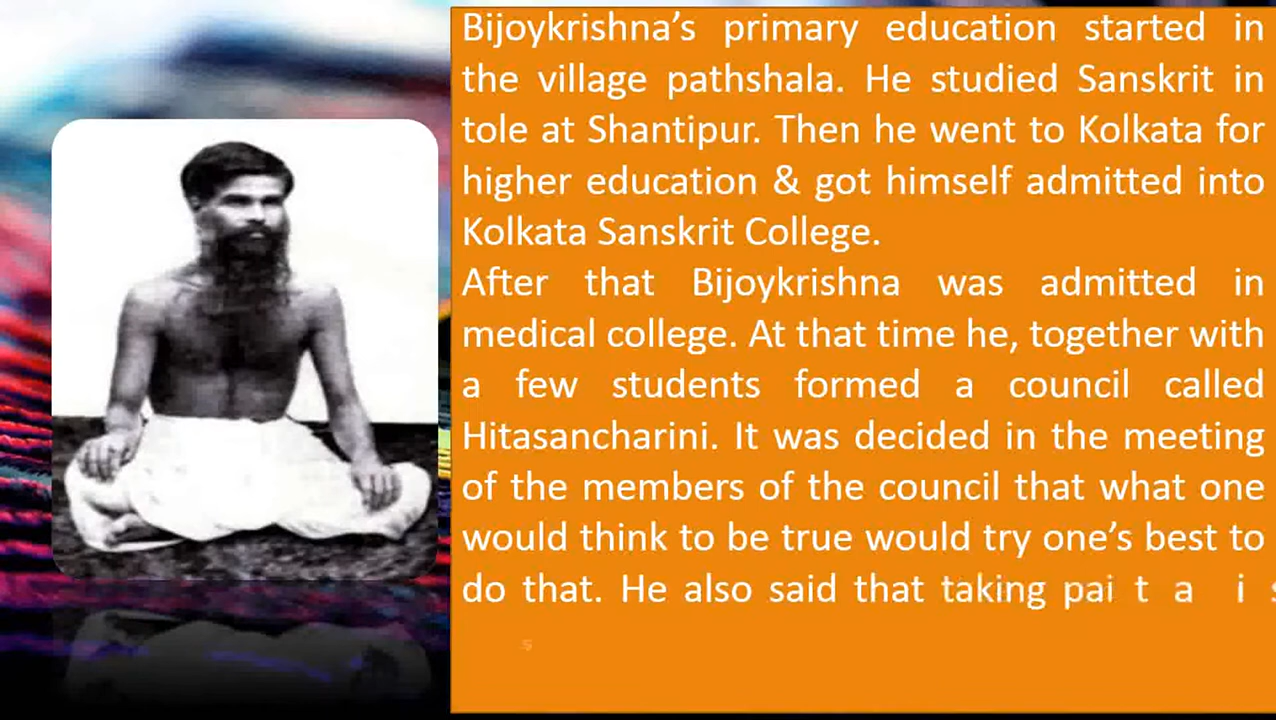 Bijoykrishna’s primary education started in
the village pathshala. He studied Sanskrit in
tole at Shantipur. Then he went to Kolkata for
higher education & got himself admitted into
Kolkata Sanskrit College.
After that Bijoykrishna was admitted in
medical college. At that time he, together with
a few students formed a council called
Hitasancharini. It was decided in the meeting
of the members of the council that what one
would think to be true would try one’s best to
do that. He also said that taking